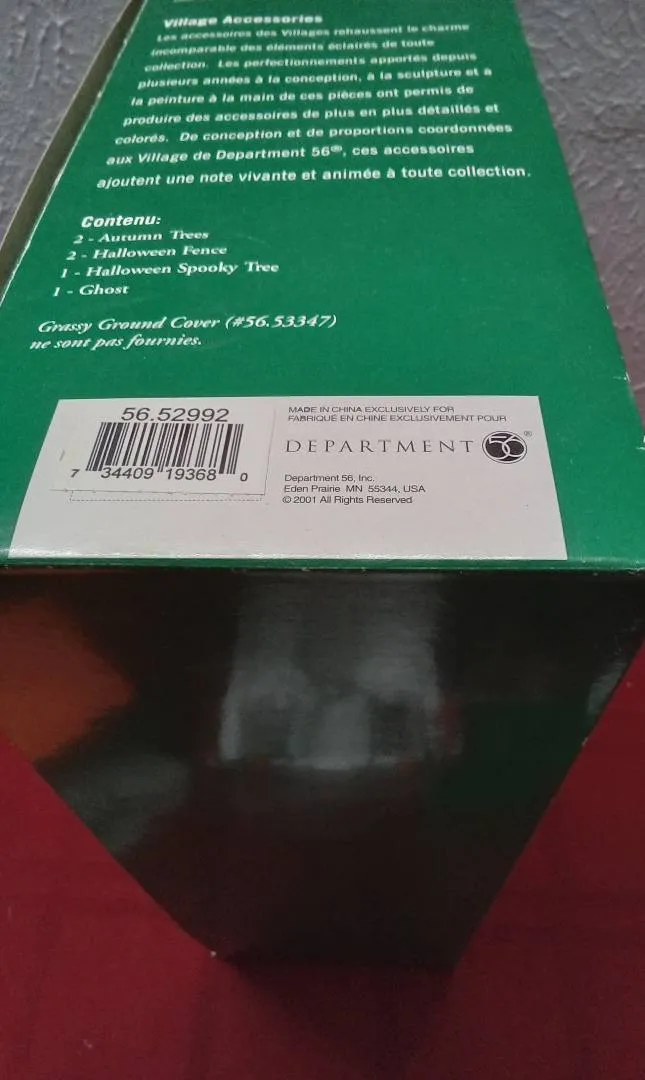 Village Accessories
Les accessoires des Villages rehaussent le charme
incomparable des éléments éclairés de toute
collection. Les perfectionnements apportés depuis
plusieurs années à la conception, à la sculpture et à
la peinture à la main de ces pièces ont permis de
produire des accessoires de plus en plus détaillés et
colorés. De conception et de proportions coordonnées
aux Village de Department 56®, ces accessoires
ajoutent une note vivante et animée à toute collection.
Contenu:
2 - Autumn Trees
2 - Halloween Fence
1 - Halloween Spooky Tree
1 - Ghost
Grassy Ground Cover (#56.53347)
ne sont pas fournies.
56.52992
7 34409 19368 0
MADE IN CHINA EXCLUSIVELY FOR
FABRIQUÉ EN CHINE EXCLUSIVEMENT POUR
DEPARTMENT 56®
Department 56, Inc.
Eden Prairie MN 55344, USA
© 2001 All Rights Reserved